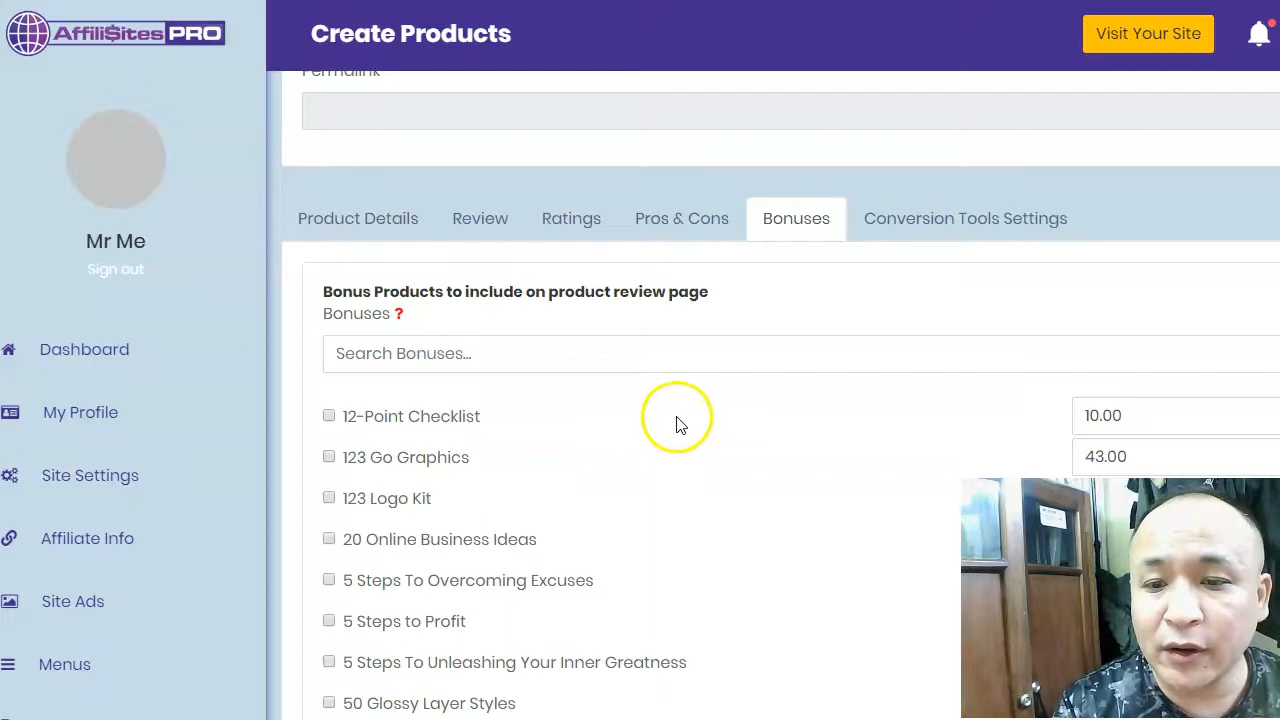 Affili$ites PRO
Create Products
Visit Your Site
Permalink
Mr Me
Sign out
Dashboard
My Profile
Site Settings
Affiliate Info
Site Ads
Menus
Product Details
Review
Ratings
Pros & Cons
Bonuses
Conversion Tools Settings
Bonus Products to include on product review page
Bonuses ?
Search Bonuses...
12-Point Checklist
10.00
123 Go Graphics
43.00
123 Logo Kit
20 Online Business Ideas
5 Steps To Overcoming Excuses
5 Steps to Profit
5 Steps To Unleashing Your Inner Greatness
50 Glossy Layer Styles